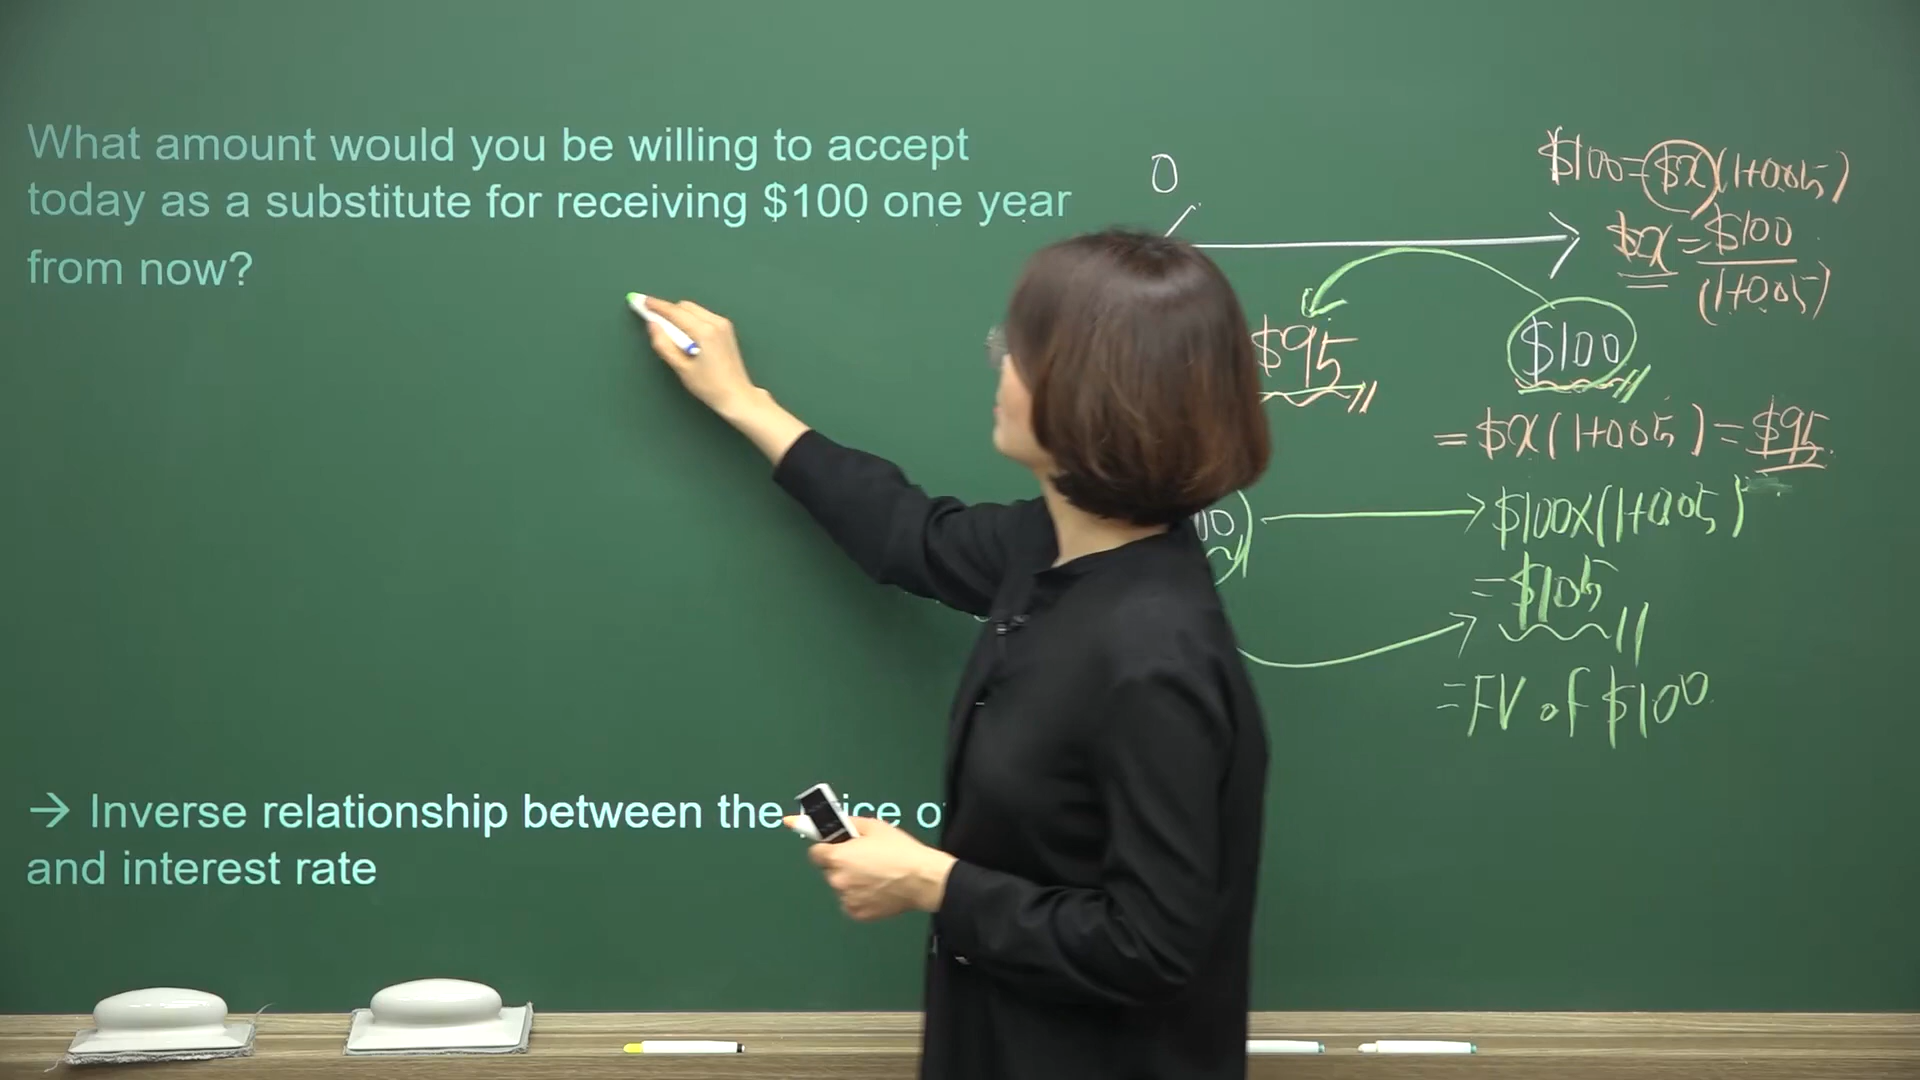 What amount would you be willing to accept
today as a substitute for receiving $100 one year
from now?
→ Inverse relationship between the
and interest rate
0
$100=$x(1+0.05)
$x=$100
(1+0.05)
$95
$100
=$x(1+0.05)=$95
$100x(1+0.05)
=$105
=FV of $100